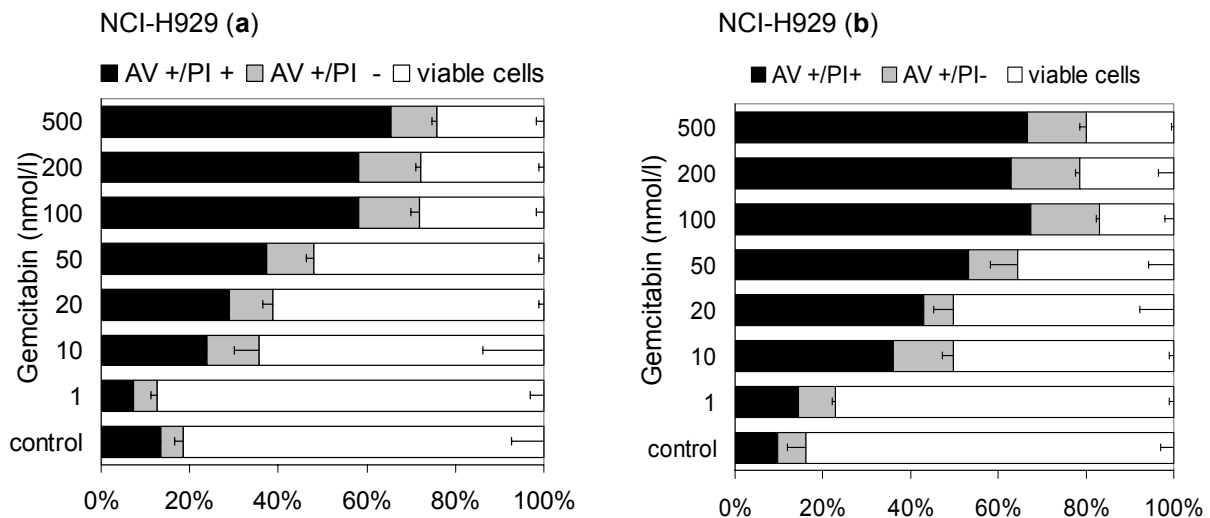 NCI-H929 (a)
AV +/PI + AV +/PI - viable cells
Gemcitabin (nmol/l)
500
200
100
50
20
10
1
control
0% 20% 40% 60% 80% 100%
NCI-H929 (b)
AV +/PI+ AV +/PI- viable cells
Gemcitabin (nmol/l)
500
200
100
50
20
10
1
control
0% 20% 40% 60% 80% 100%